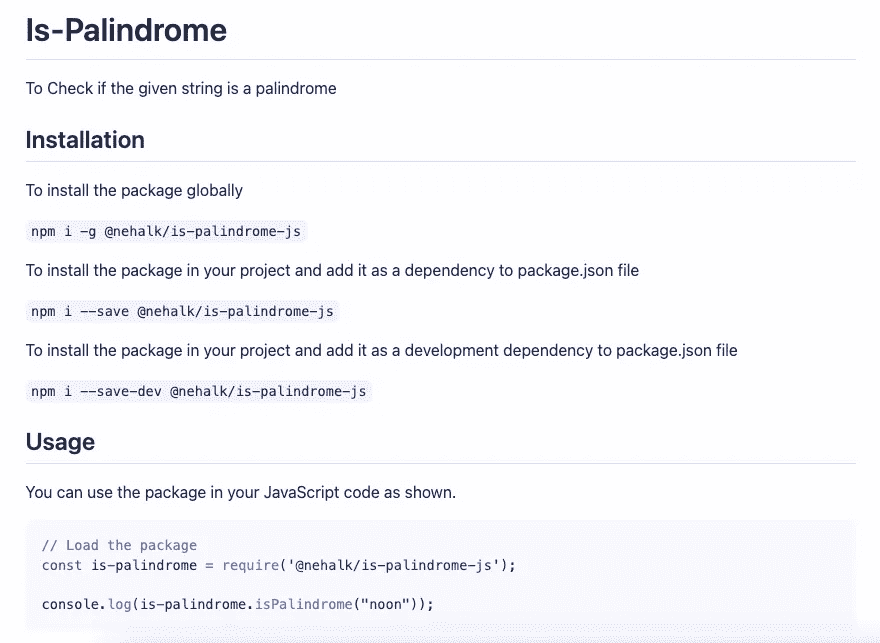 Is-Palindrome
To Check if the given string is a palindrome
Installation
To install the package globally
npm i -g @nehalk/is-palindrome-js
To install the package in your project and add it as a dependency to package.json file
npm i --save @nehalk/is-palindrome-js
To install the package in your project and add it as a development dependency to package.json file
npm i --save-dev @nehalk/is-palindrome-js
Usage
You can use the package in your JavaScript code as shown.
// Load the package
const is-palindrome = require('@nehalk/is-palindrome-js');
console.log(is-palindrome.isPalindrome("noon"));